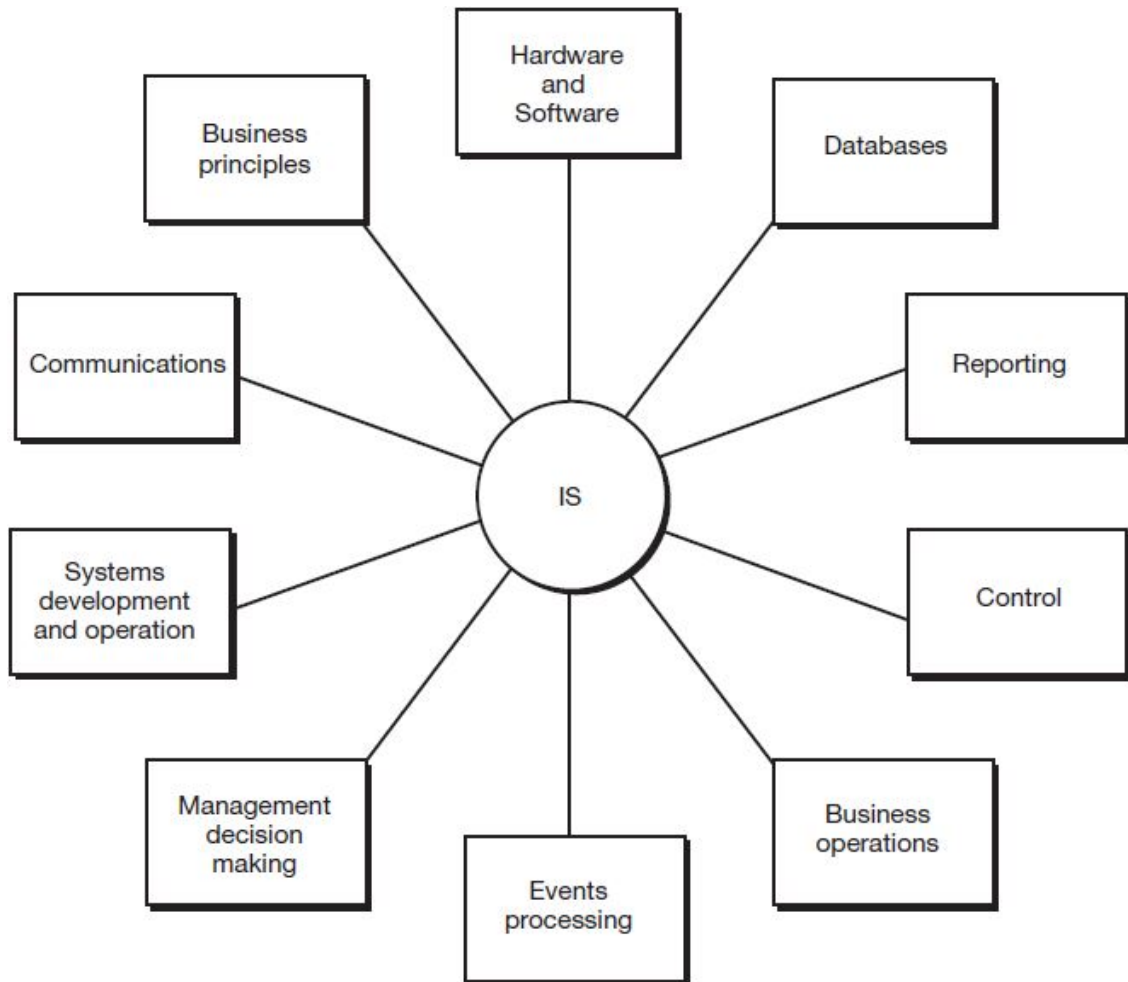 Hardware
and
Software
Business
principles
Databases
Communications
Reporting
IS
Systems
development
and operation
Control
Management
decision
making
Business
operations
Events
processing